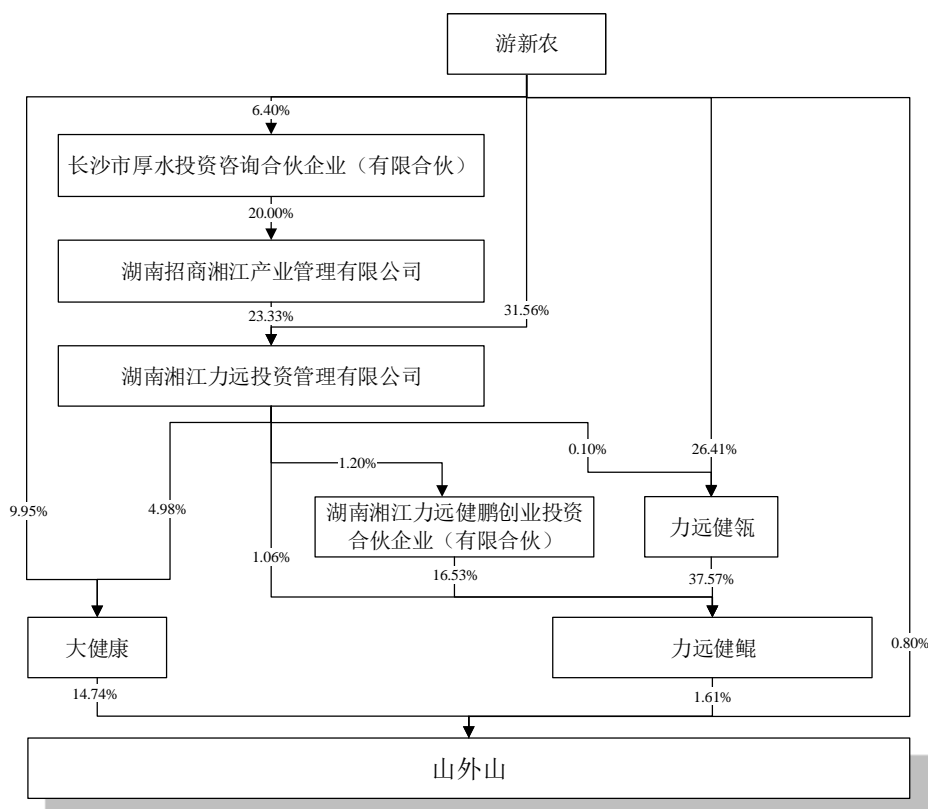 游新农
6.40%
长沙市厚水投资咨询合伙企业（有限合伙）
20.00%
湖南招商湘江产业管理有限公司
23.33%
31.56%
湖南湘江力远投资管理有限公司
1.20%
0.10%
26.41%
9.95%
4.98%
湖南湘江力远健鹏创业投资
合伙企业（有限合伙）
力远健瓴
1.06%
16.53%
37.57%
大健康
力远健鲲
0.80%
14.74%
1.61%
山外山